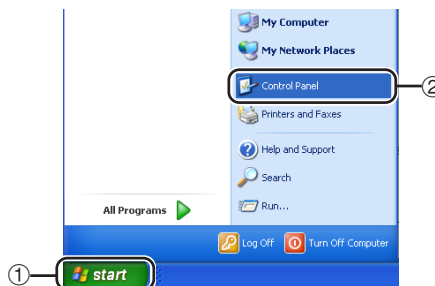 My Computer
My Network Places
Control Panel
②
Printers and Faxes
Help and Support
Search
All Programs
Run...
Log Off
Turn Off Computer
①
start